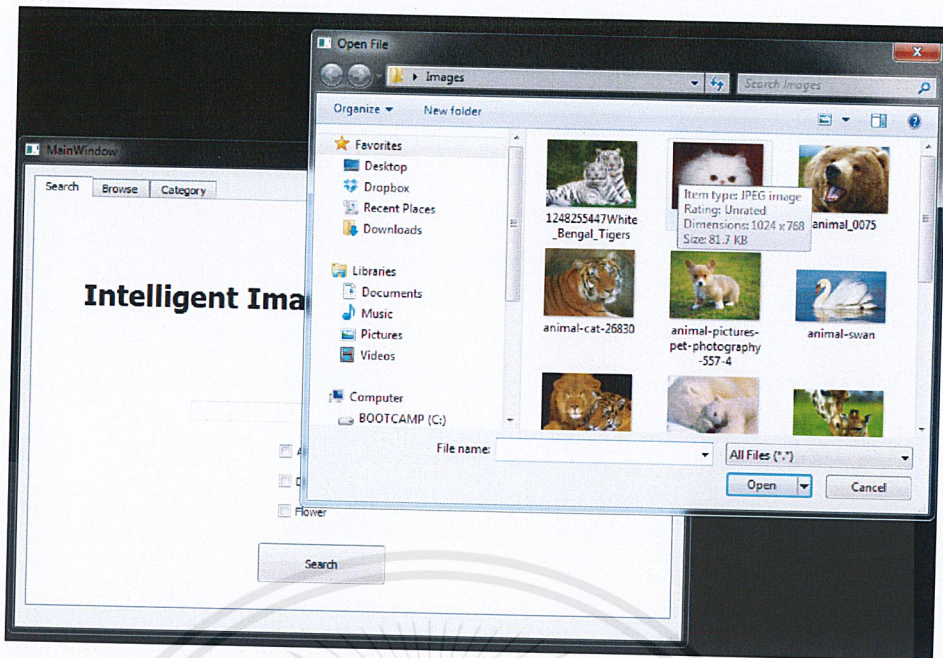 Open File
Images
Search Images
Organize
New folder
Favorites
Desktop
Dropbox
Recent Places
Downloads
Libraries
Documents
Music
Pictures
Videos
Computer
BOOTCAMP (C:)
1248255447White
_Bengal_Tigers
Item type: JPEG image
Rating: Unrated
Dimensions: 1024 x 768
Size: 81.7 KB
animal_0075
animal-cat-26830
animal-pictures-
pet-photography
-557-4
animal-swan
File name:
All Files (*.*)
Open
Cancel
MainWindow
Search
Browse
Category
Intelligent Ima
A
D
Flower
Search